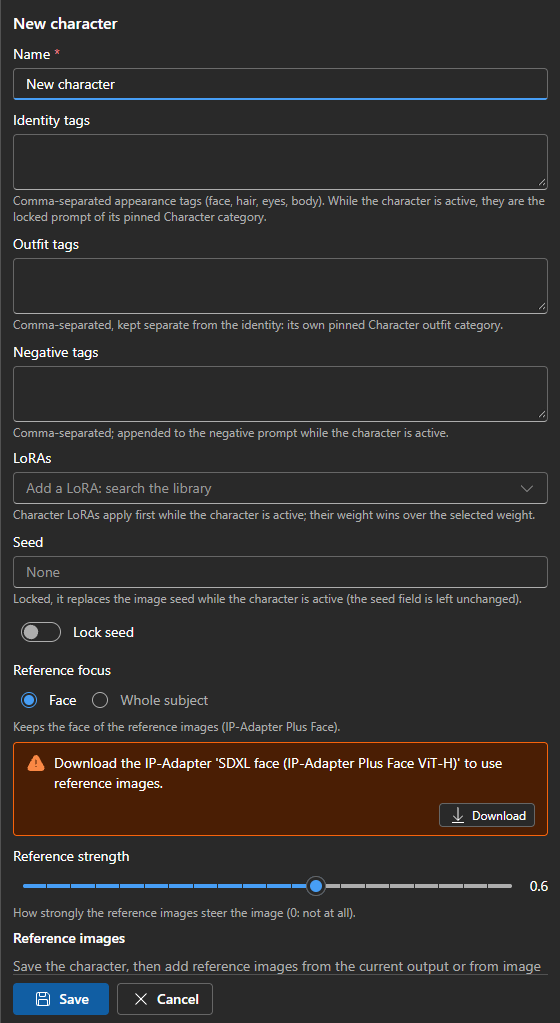 New character
Name *
New character
Identity tags
Comma-separated appearance tags (face, hair, eyes, body). While the character is active, they are the
locked prompt of its pinned Character category.
Outfit tags
Comma-separated, kept separate from the identity: its own pinned Character outfit category.
Negative tags
Comma-separated; appended to the negative prompt while the character is active.
LoRAs
Add a LoRA: search the library
Character LoRAs apply first while the character is active; their weight wins over the selected weight.
Seed
None
Locked, it replaces the image seed while the character is active (the seed field is left unchanged).
Lock seed
Reference focus
Face Whole subject
Keeps the face of the reference images (IP-Adapter Plus Face).
Download the IP-Adapter 'SDXL face (IP-Adapter Plus Face ViT-H)' to use
reference images.
Download
Reference strength
0.6
How strongly the reference images steer the image (0: not at all).
Reference images
Save the character, then add reference images from the current output or from image
Save Cancel